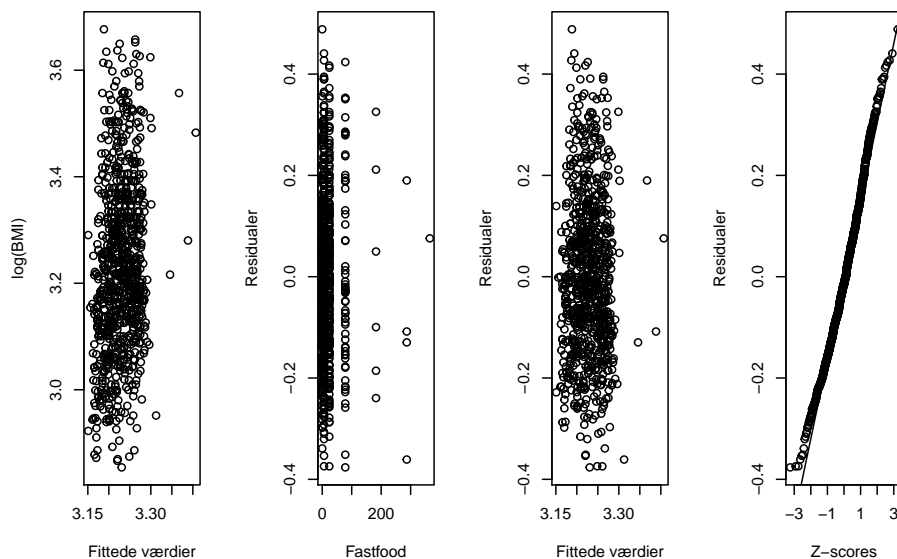 log(BMI)
3.0 3.2 3.4 3.6
3.15 3.30
Fittede værdier
Residualer
−0.4 −0.2 0.0 0.2 0.4
0 200
Fastfood
Residualer
−0.4 −0.2 0.0 0.2 0.4
3.15 3.30
Fittede værdier
Residualer
−0.4 −0.2 0.0 0.2 0.4
−3 −1 1 3
Z−scores